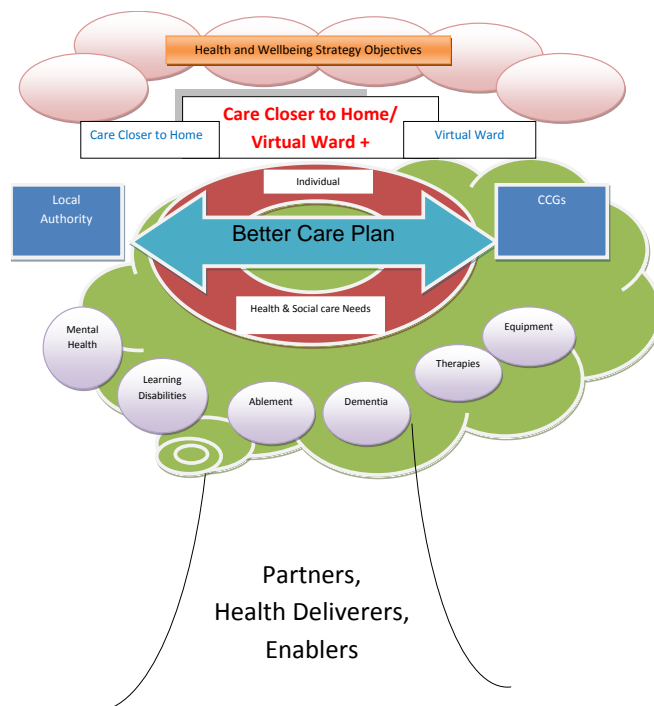 Health and Wellbeing Strategy Objectives
Care Closer to Home/
Virtual Ward +
Care Closer to Home
Virtual Ward
Individual
Local
Authority
CCGs
Better Care Plan
Health & Social care Needs
Mental
Health
Learning
Disabilities
Ablement
Dementia
Therapies
Equipment
Partners,
Health Deliverers,
Enablers